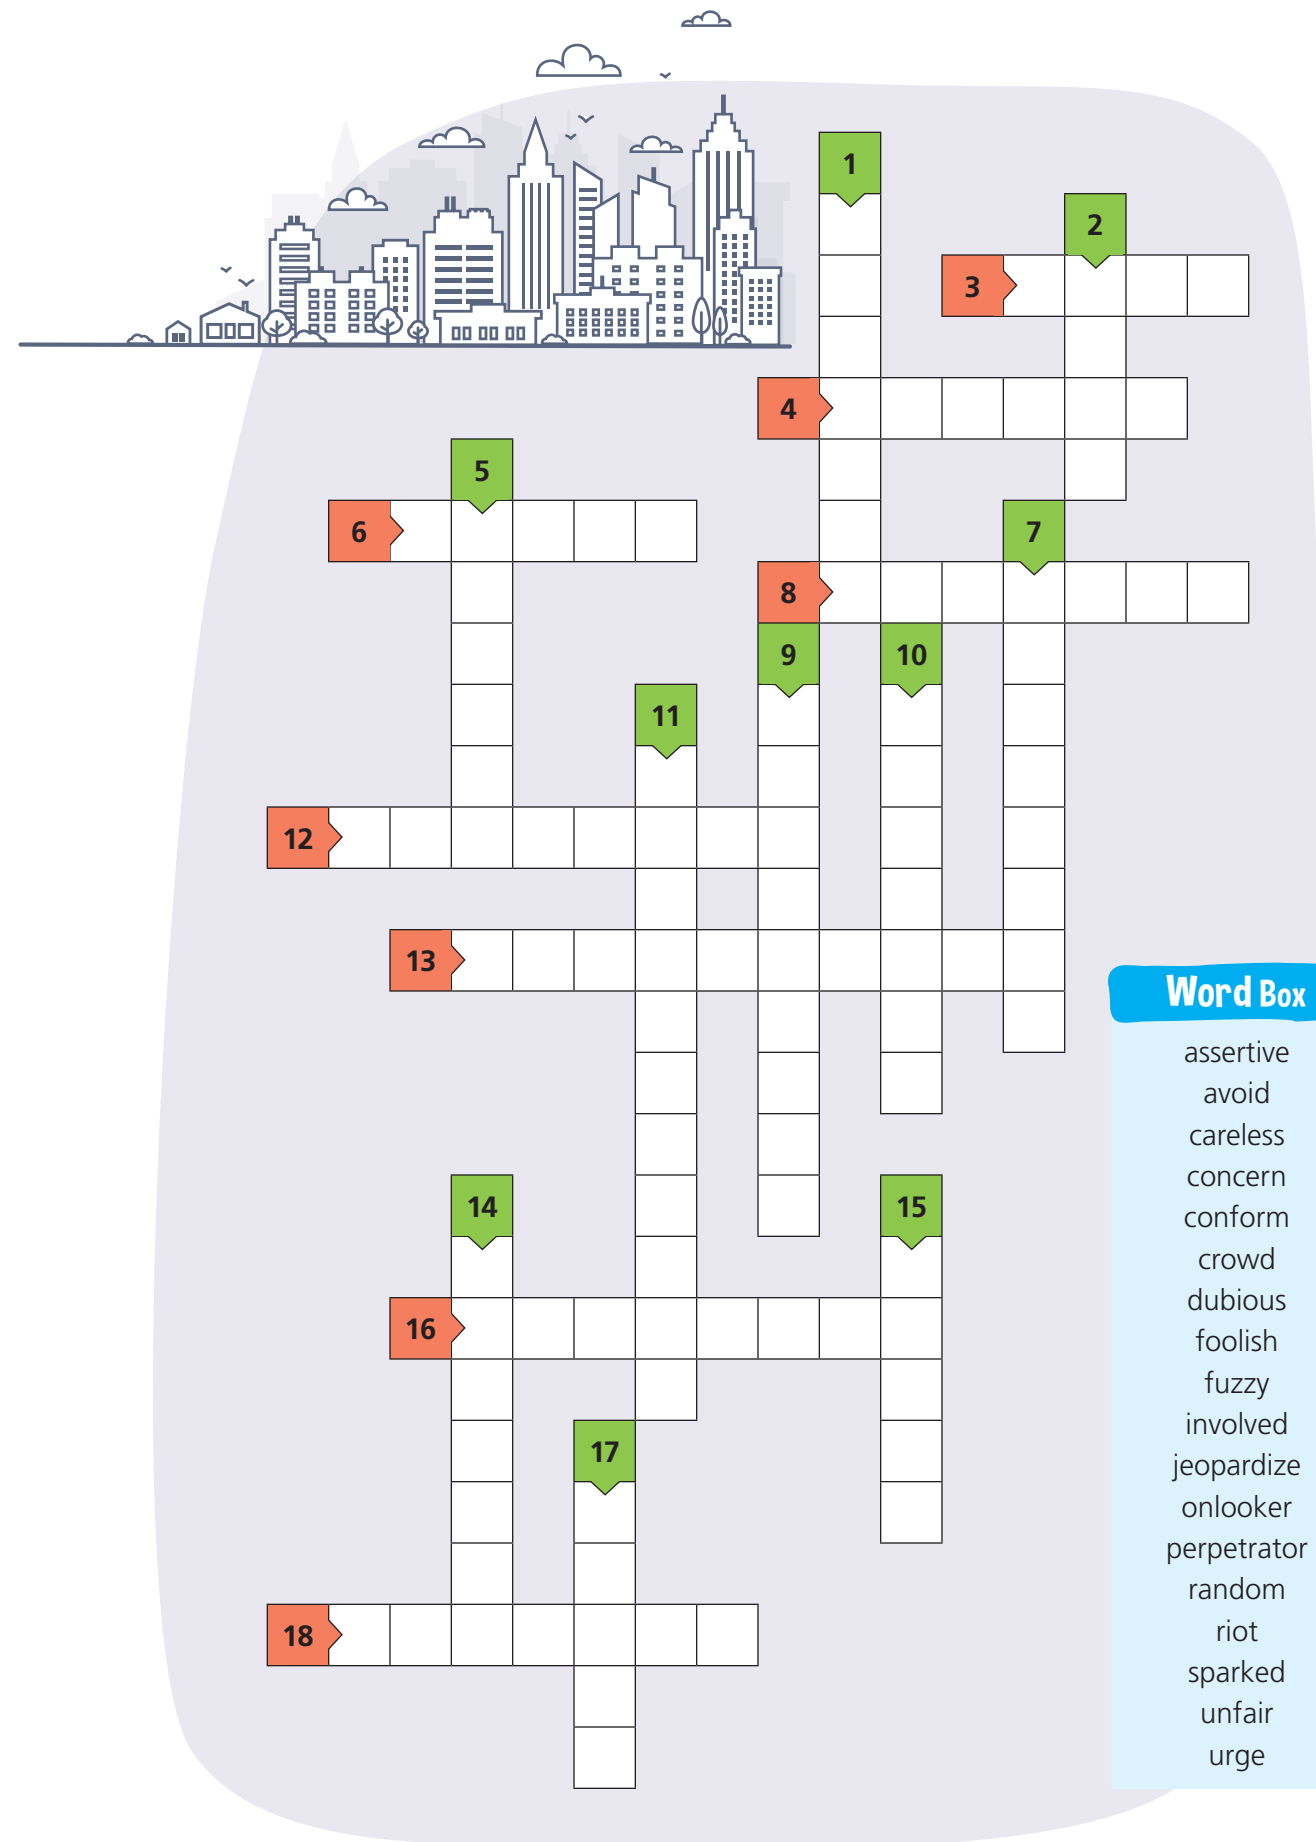 1
2
3
4
5
6
7
8
9
10
11
12
13
14
15
16
17
18
Word Box
assertive
avoid
careless
concern
conform
crowd
dubious
foolish
fuzzy
involved
jeopardize
onlooker
perpetrator
random
riot
sparked
unfair
urge